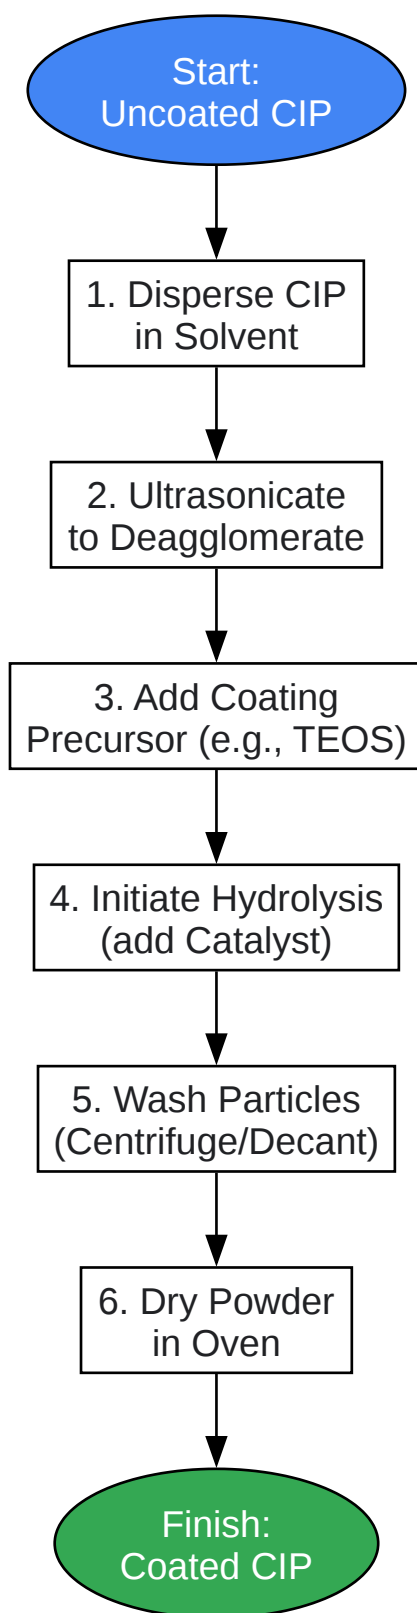 Start:
Uncoated CIP
1. Disperse CIP
in Solvent
2. Ultrasonicate
to Deagglomerate
3. Add Coating
Precursor (e.g., TEOS)
4. Initiate Hydrolysis
(add Catalyst)
5. Wash Particles
(Centrifuge/Decant)
6. Dry Powder
in Oven
Finish:
Coated CIP